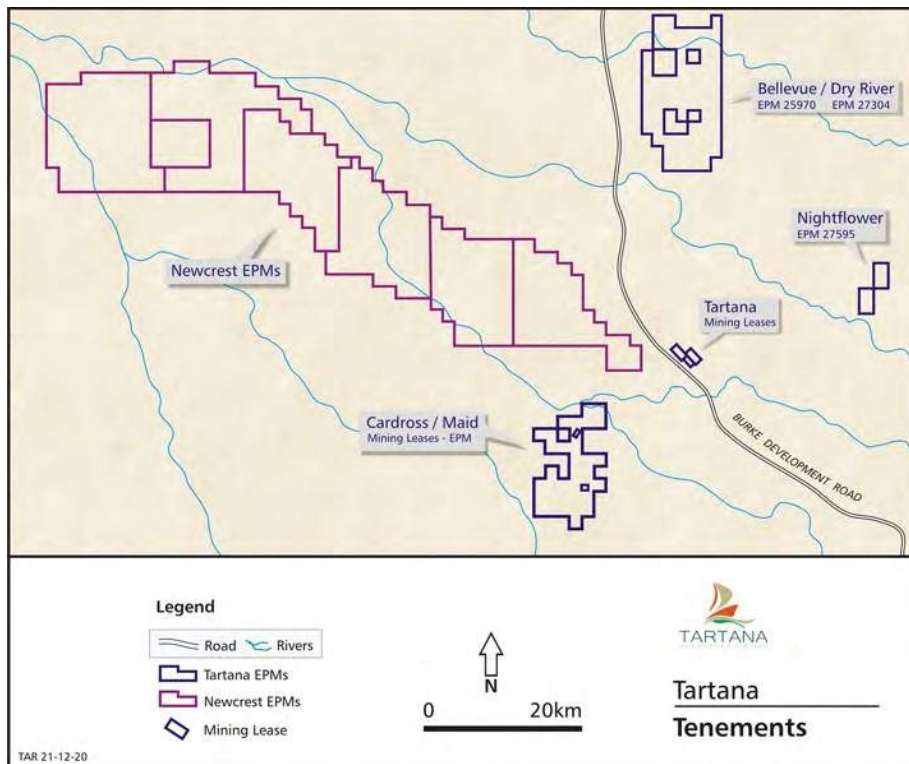 Bellevue / Dry River
EPM 25970 EPM 27304
Nightflower
EPM 27595
Newcrest EPMs
Tartana
Mining Leases
Cardross / Maid
Mining Leases - EPM
BURKE DEVELOPMENT ROAD
Legend
Road Rivers
Tartana EPMs
Newcrest EPMs
Mining Lease
N
0 20km
TARTANA
Tartana
Tenements
TAR 21-12-20